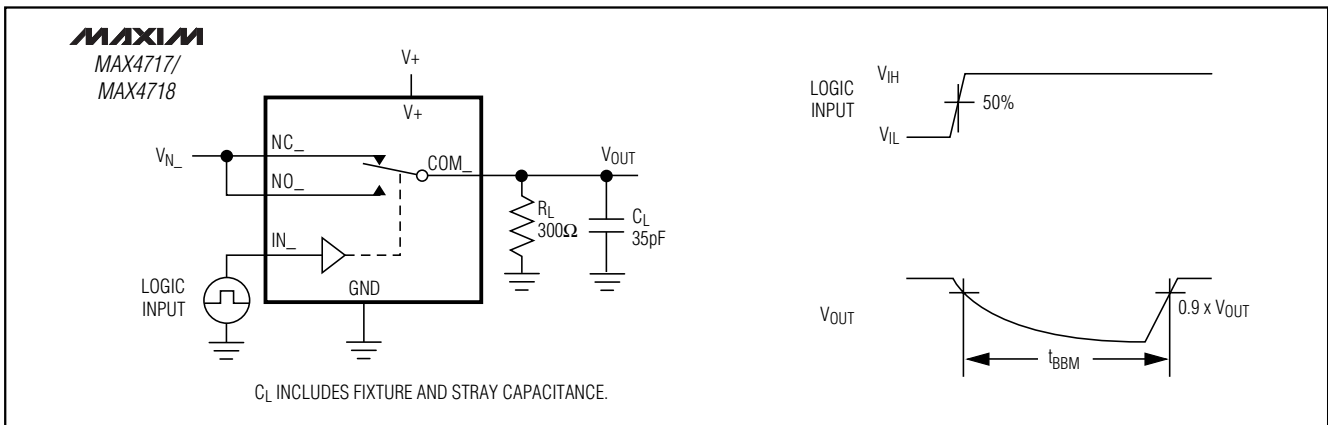 MAXIM
MAX4717/
MAX4718
V+
V+
NC_
V_N_
NO_
COM_
V_OUT
R_L
300Ω
C_L
35pF
IN_
LOGIC
INPUT
GND
C_L INCLUDES FIXTURE AND STRAY CAPACITANCE.
LOGIC
INPUT
V_IH
50%
V_IL
V_OUT
0.9 x V_OUT
t_BBM